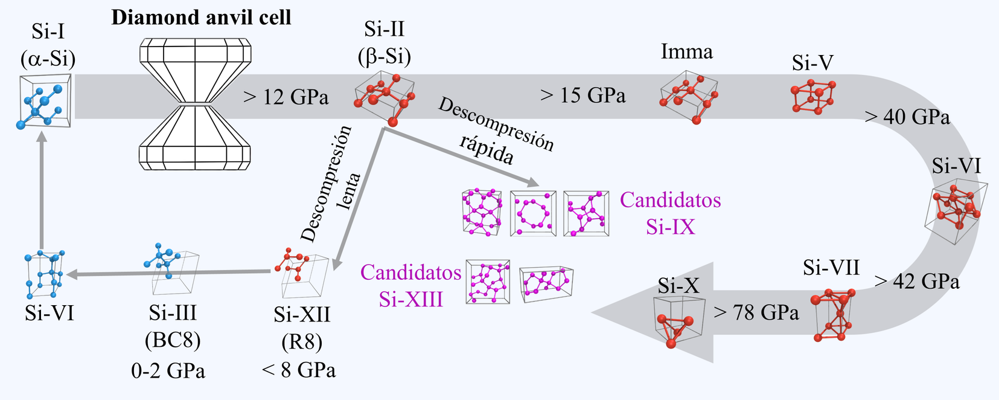 Diamond anvil cell
Si-I
(α-Si)
> 12 GPa
Si-II
(β-Si)
> 15 GPa
Imma
Si-V
> 40 GPa
Si-VI
> 42 GPa
Si-VII
> 78 GPa
Si-X
Descompresión
rápida
Descompresión
lenta
Candidatos
Si-IX
Candidatos
Si-XIII
Si-XII
(R8)
< 8 GPa
Si-III
(BC8)
0-2 GPa
Si-VI